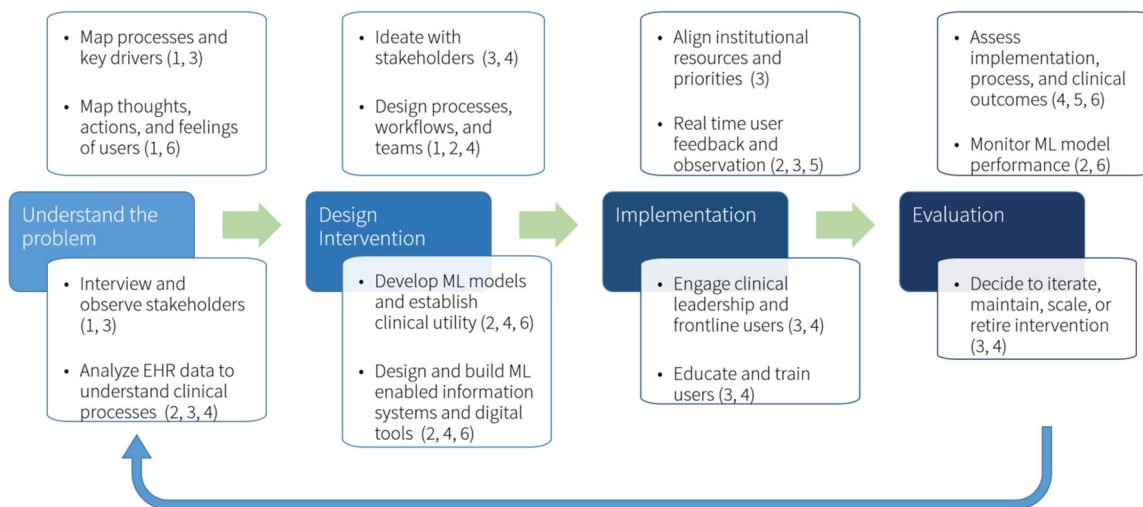 • Map processes and
key drivers (1, 3)
• Map thoughts,
actions, and feelings
of users (1, 6)
Understand the
problem
• Interview and
observe stakeholders
(1, 3)
• Analyze EHR data to
understand clinical
processes (2, 3, 4)
• Ideate with
stakeholders (3, 4)
• Design processes,
workflows, and
teams (1, 2, 4)
Design
Intervention
• Develop ML models
and establish
clinical utility (2, 4, 6)
• Design and build ML
enabled information
systems and digital
tools (2, 4, 6)
• Align institutional
resources and
priorities (3)
• Real time user
feedback and
observation (2, 3, 5)
Implementation
• Engage clinical
leadership and
frontline users (3, 4)
• Educate and train
users (3, 4)
• Assess
implementation,
process, and clinical
outcomes (4, 5, 6)
• Monitor ML model
performance (2, 6)
Evaluation
• Decide to iterate,
maintain, scale, or
retire intervention
(3, 4)